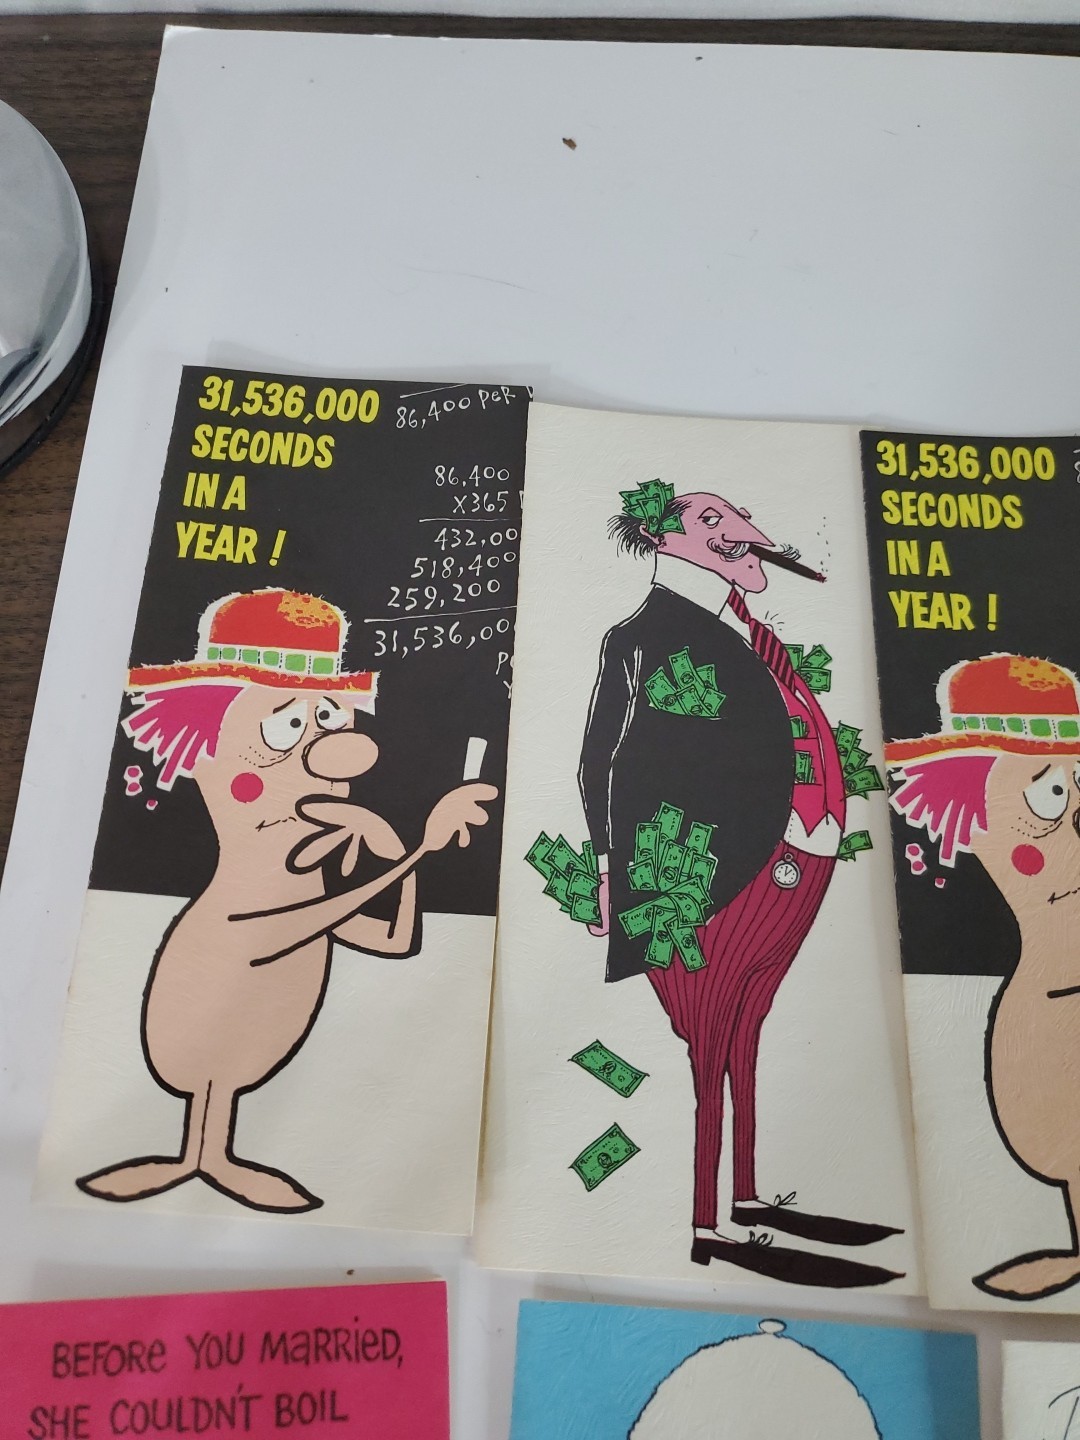 31,536,000
SECONDS
IN A
YEAR!
86,400 PER
86,400
X365
432,00
518,400
259,200
31,536,00
31,536,000
SECONDS
IN A
YEAR!
BEFORE YOU MARRIED,
SHE COULDN'T BOIL